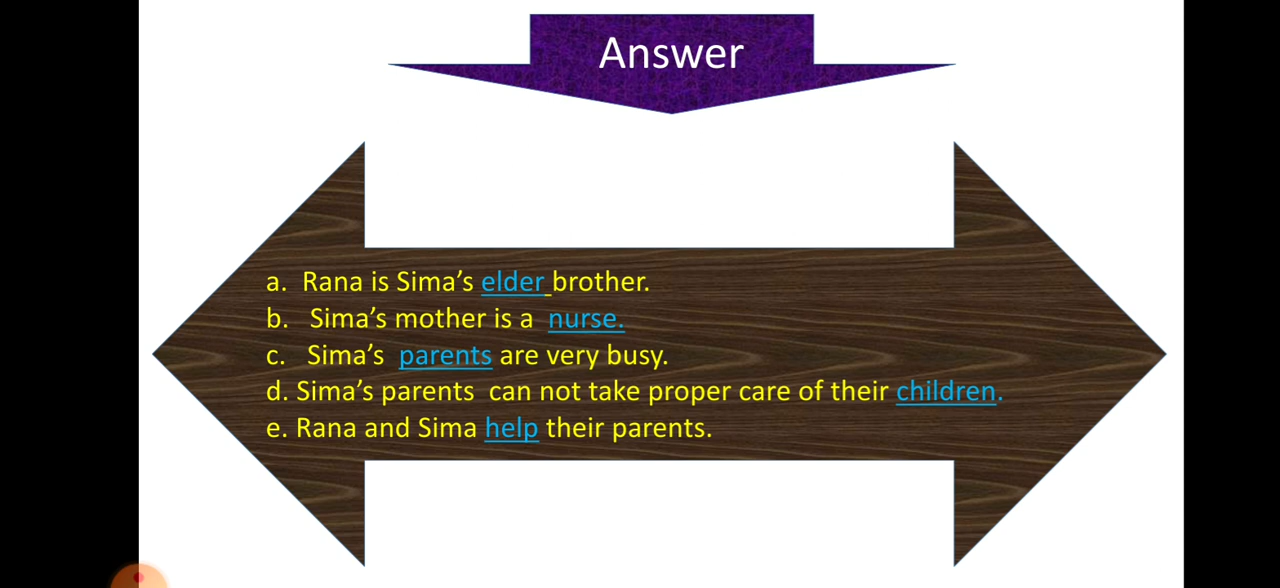 Answer
a. Rana is Sima's elder brother.
b. Sima's mother is a nurse.
c. Sima's parents are very busy.
d. Sima's parents can not take proper care of their children.
e. Rana and Sima help their parents.